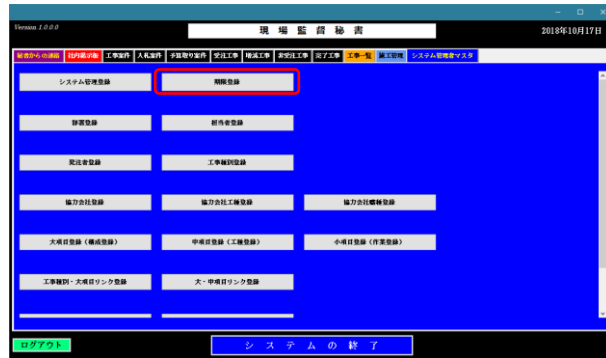 Version 1.0.0.0
現場監督秘書
2018年10月17日
秘書からの連絡 社内掲示板 工事案件 入札案件 予算取り案件 受注工事 増減工事 非受注工事 完了工事 工事一覧 施工管理 システム管理者マスタ
システム管理登録 期限登録
部署登録 担当者登録
発注者登録 工事種別登録
協力会社登録 協力会社工種登録 協力会社職種登録
大項目登録（構成登録） 中項目登録（工種登録） 小項目登録（作業登録）
工事種別・大項目リンク登録 大・中項目リンク登録
ログアウト システムの終了